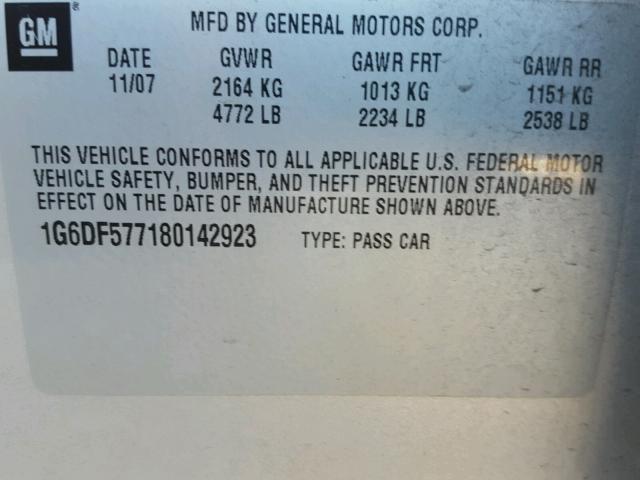 GM®
MFD BY GENERAL MOTORS CORP.
DATE GVWR GAWR FRT GAWR RR
11/07 2164 KG 1013 KG 1151 KG
4772 LB 2234 LB 2538 LB
THIS VEHICLE CONFORMS TO ALL APPLICABLE U.S. FEDERAL MOTOR
VEHICLE SAFETY, BUMPER, AND THEFT PREVENTION STANDARDS IN
EFFECT ON THE DATE OF MANUFACTURE SHOWN ABOVE.
1G6DF577180142923 TYPE: PASS CAR